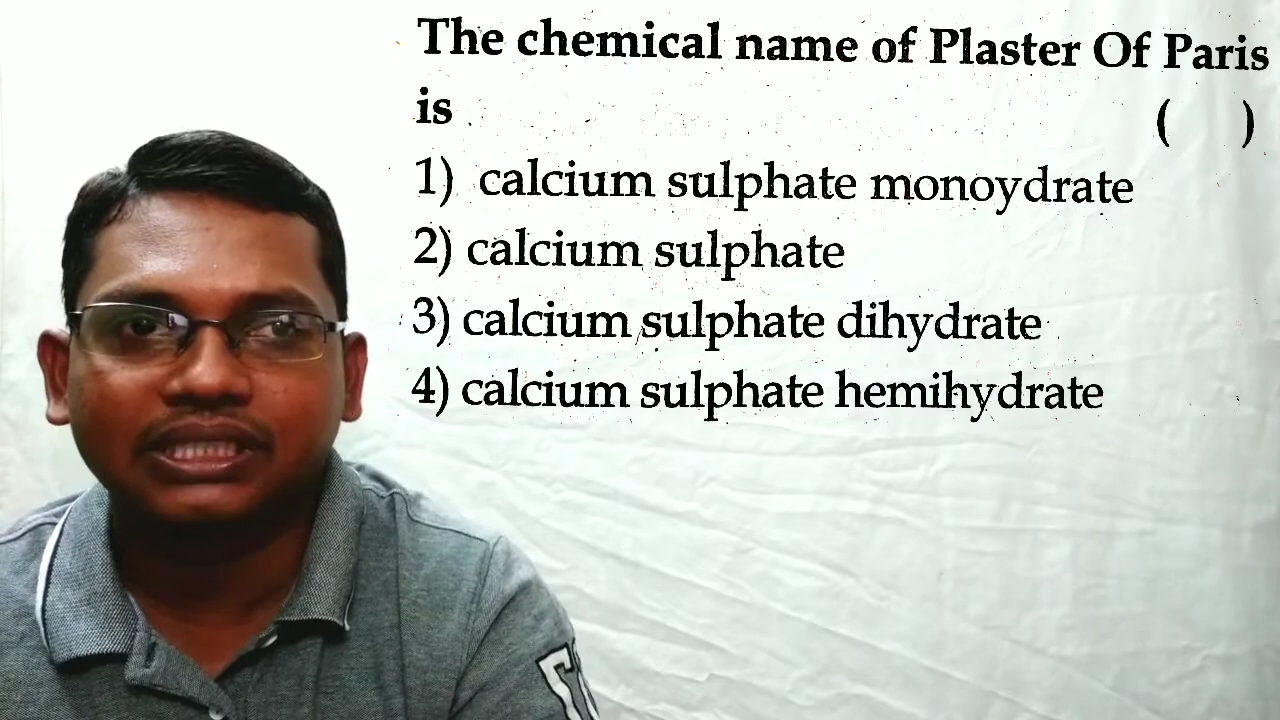 The chemical name of Plaster Of Paris
is ( )
1) calcium sulphate monoydrate
2) calcium sulphate
3) calcium sulphate dihydrate
4) calcium sulphate hemihydrate